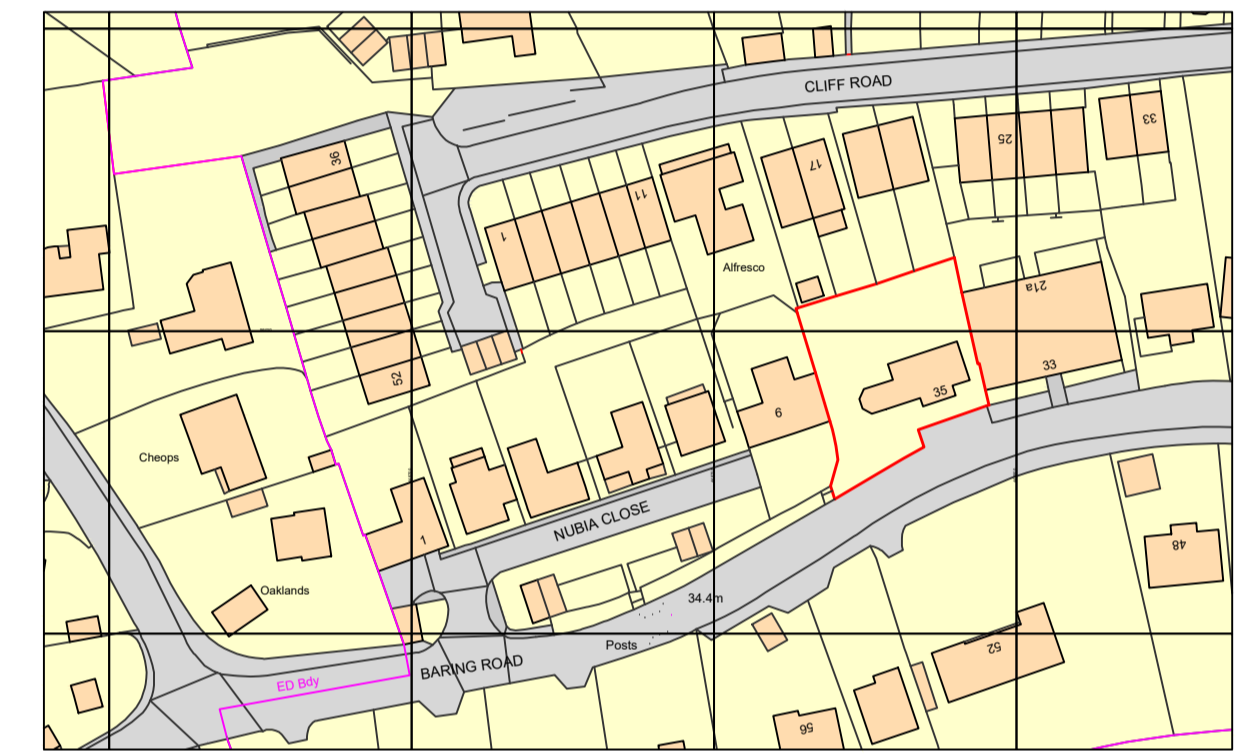 CLIFF ROAD
33
25
36
17
11
1
Alfresco
21a
33
52
35
6
Cheops
NUBIA CLOSE
1
48
Oaklands
34.4m
Posts
52
BARING ROAD
ED Bdy
56